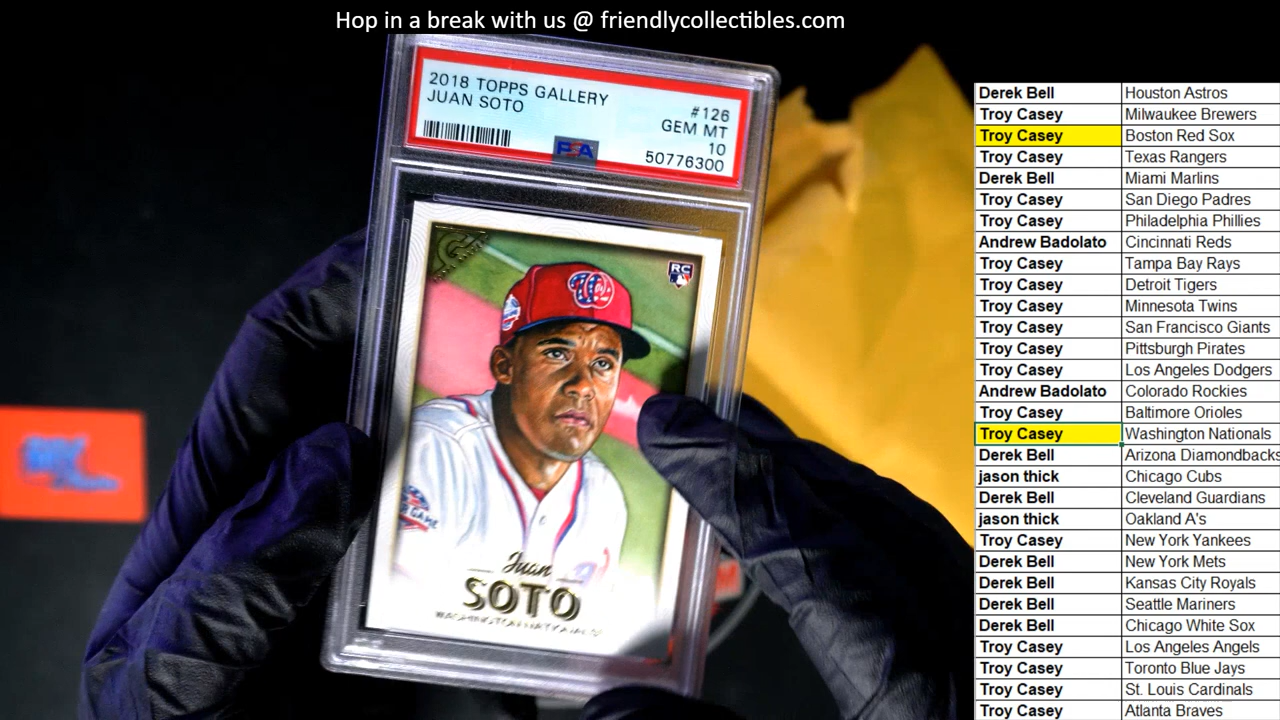 Hop in a break with us @ friendlycollectibles.com
2018 TOPPS GALLERY
JUAN SOTO
#126
GEM MT
10
50776300
PSA
RC
W
Juan
SOTO
WASHINGTON NATIONALS
Derek Bell Houston Astros
Troy Casey Milwaukee Brewers
Troy Casey Boston Red Sox
Troy Casey Texas Rangers
Derek Bell Miami Marlins
Troy Casey San Diego Padres
Troy Casey Philadelphia Phillies
Andrew Badolato Cincinnati Reds
Troy Casey Tampa Bay Rays
Troy Casey Detroit Tigers
Troy Casey Minnesota Twins
Troy Casey San Francisco Giants
Troy Casey Pittsburgh Pirates
Troy Casey Los Angeles Dodgers
Andrew Badolato Colorado Rockies
Troy Casey Baltimore Orioles
Troy Casey Washington Nationals
Derek Bell Arizona Diamondbacks
jason thick Chicago Cubs
Derek Bell Cleveland Guardians
jason thick Oakland A's
Troy Casey New York Yankees
Derek Bell New York Mets
Derek Bell Kansas City Royals
Derek Bell Seattle Mariners
Derek Bell Chicago White Sox
Troy Casey Los Angeles Angels
Troy Casey Toronto Blue Jays
Troy Casey St. Louis Cardinals
Troy Casey Atlanta Braves